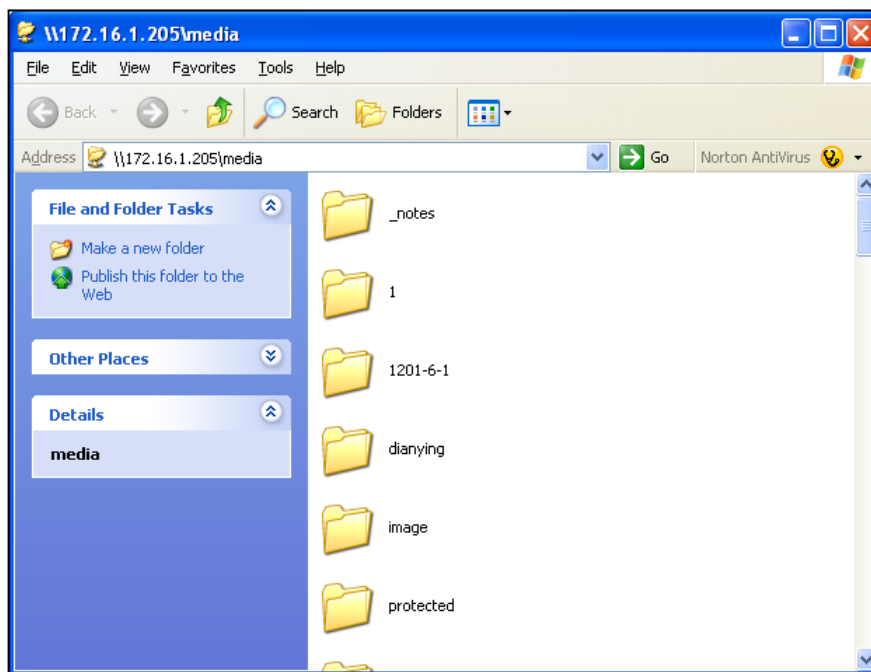 \\172.16.1.205\media
File Edit View Favorites Tools Help
Back Search Folders
Address \\172.16.1.205\media Go Norton AntiVirus
File and Folder Tasks
Make a new folder
Publish this folder to the
Web
Other Places
Details
media
_notes
1
1201-6-1
dianying
image
protected